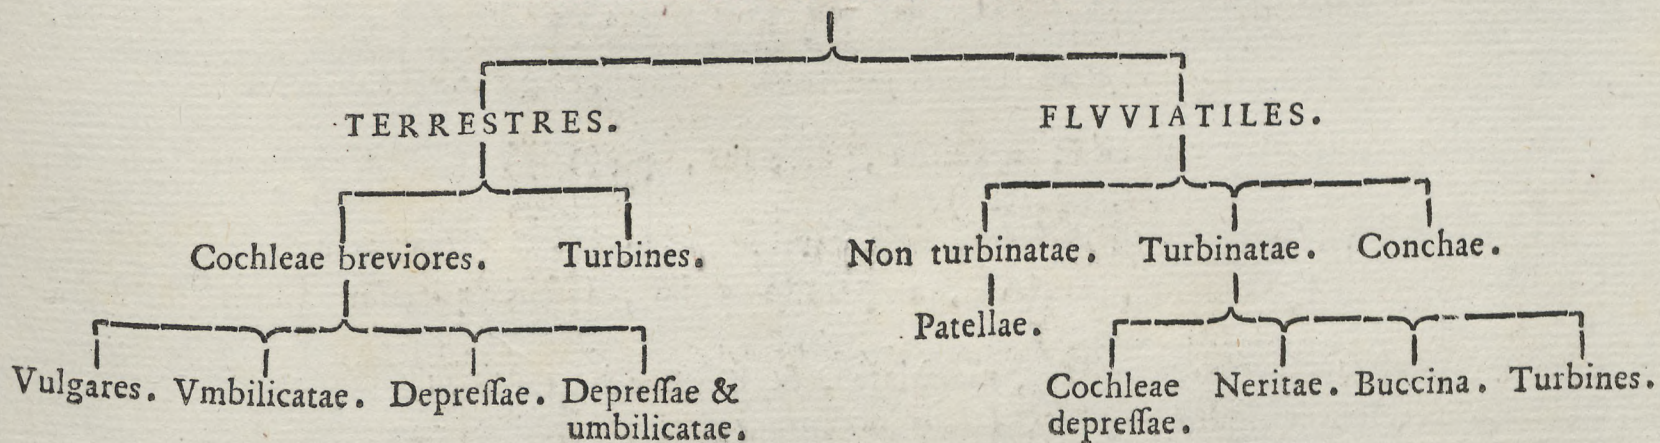 TERRESTRES.
FLVVIATILES.
Cochleae breviores.
Turbines.
Non turbinatae.
Turbinatae.
Conchae.
Patellae.
Vulgares.
Vmbilicatae.
Depreſſae.
Depreſſae &
umbilicatae.
Cochleae
depreſſae.
Neritae.
Buccina.
Turbines.